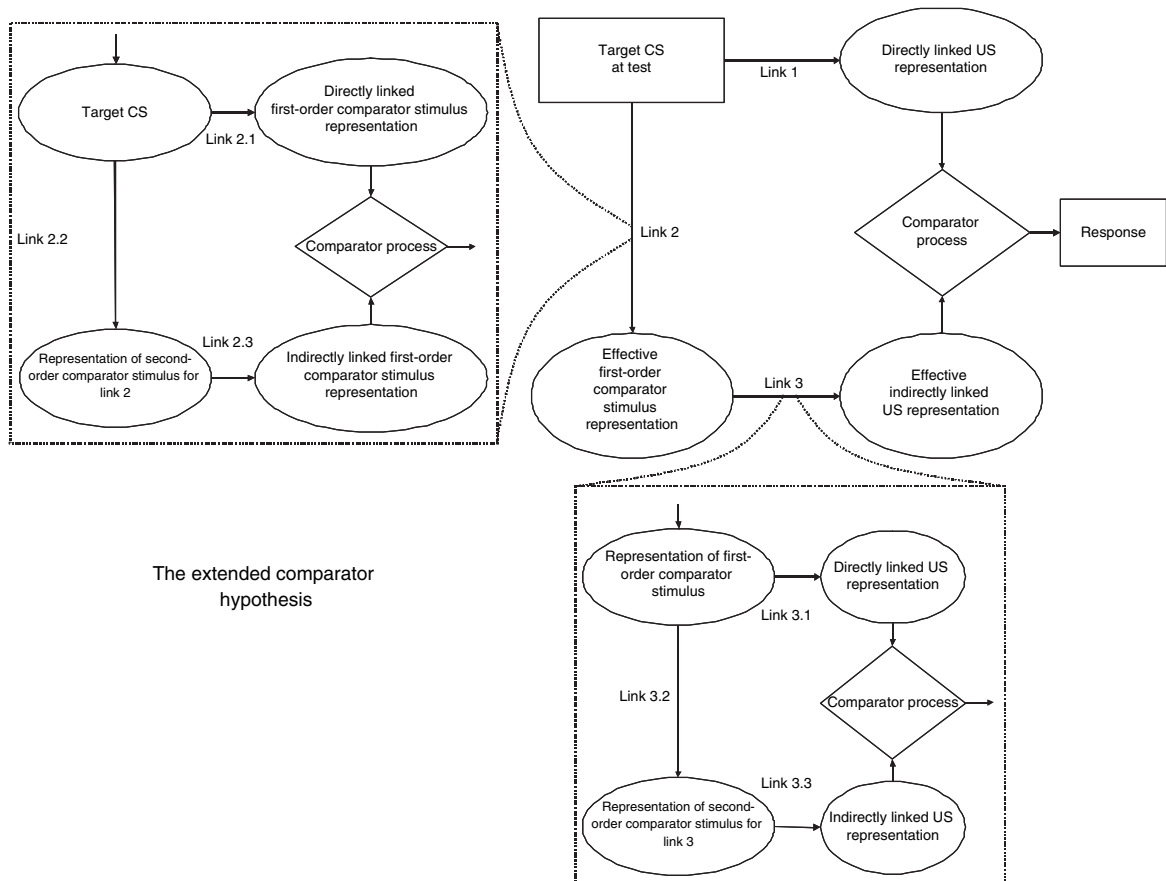 Target CS
Link 2.1
Directly linked
first-order comparator stimulus
representation
Link 2.2
Comparator process
Representation of second-
order comparator stimulus for
link 2
Link 2.3
Indirectly linked first-order
comparator stimulus
representation
Target CS
at test
Link 1
Directly linked US
representation
Link 2
Comparator
process
Response
Effective
first-order
comparator
stimulus
representation
Link 3
Effective
indirectly linked
US representation
The extended comparator
hypothesis
Representation of first-
order comparator
stimulus
Link 3.1
Directly linked US
representation
Link 3.2
Comparator process
Representation of second-
order comparator stimulus for
link 3
Link 3.3
Indirectly linked US
representation